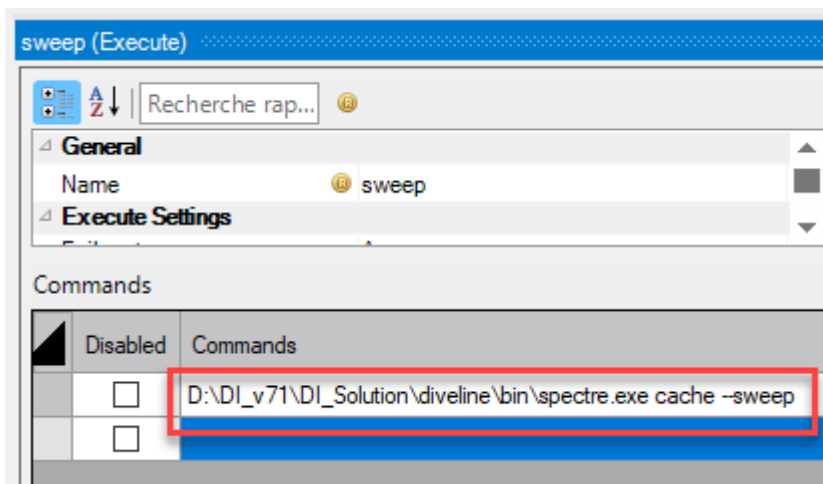 sweep (Execute)
A
Z
Recherche rap...
General
Name
sweep
Execute Settings
Commands
Disabled
Commands
D:\DI_v71\DI_Solution\diveline\bin\spectre.exe cache --sweep